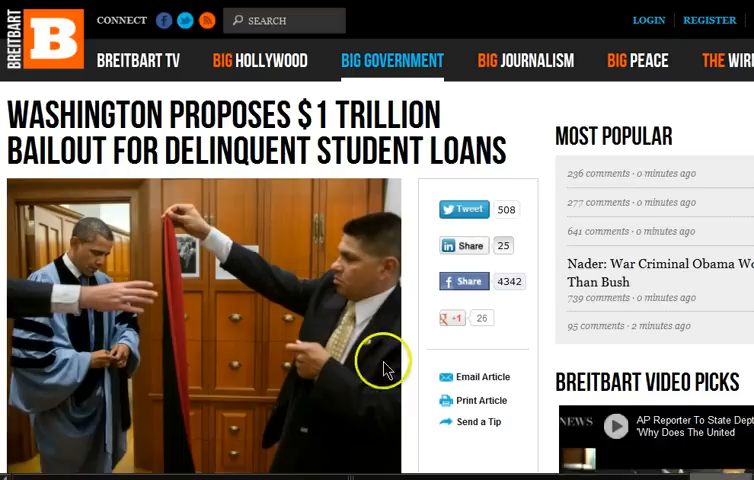 BREITBART
B
CONNECT
SEARCH
LOGIN
REGISTER
BREITBART TV
BIG HOLLYWOOD
BIG GOVERNMENT
BIG JOURNALISM
BIG PEACE
THE WIR
WASHINGTON PROPOSES $1 TRILLION
BAILOUT FOR DELINQUENT STUDENT LOANS
Tweet 508
in Share 25
f Share 4342
g +1 26
Email Article
Print Article
Send a Tip
MOST POPULAR
236 comments · 0 minutes ago
277 comments · 0 minutes ago
641 comments · 0 minutes ago
Nader: War Criminal Obama Wo
Than Bush
739 comments · 0 minutes ago
95 comments · 2 minutes ago
BREITBART VIDEO PICKS
NEWS
AP Reporter To State Dept
'Why Does The United